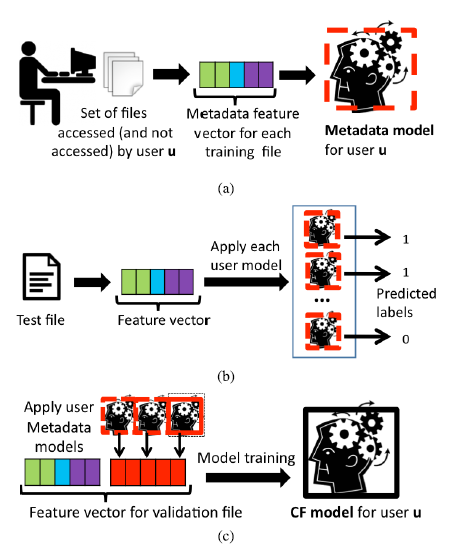 Set of files
accessed (and not
accessed) by user u
Metadata feature
vector for each
training file
Metadata model
for user u
(a)
Test file
Feature vector
Apply each
user model
...
1
1
Predicted
labels
0
(b)
Apply user
Metadata
models
Model training
Feature vector for validation file
CF model for user u
(c)